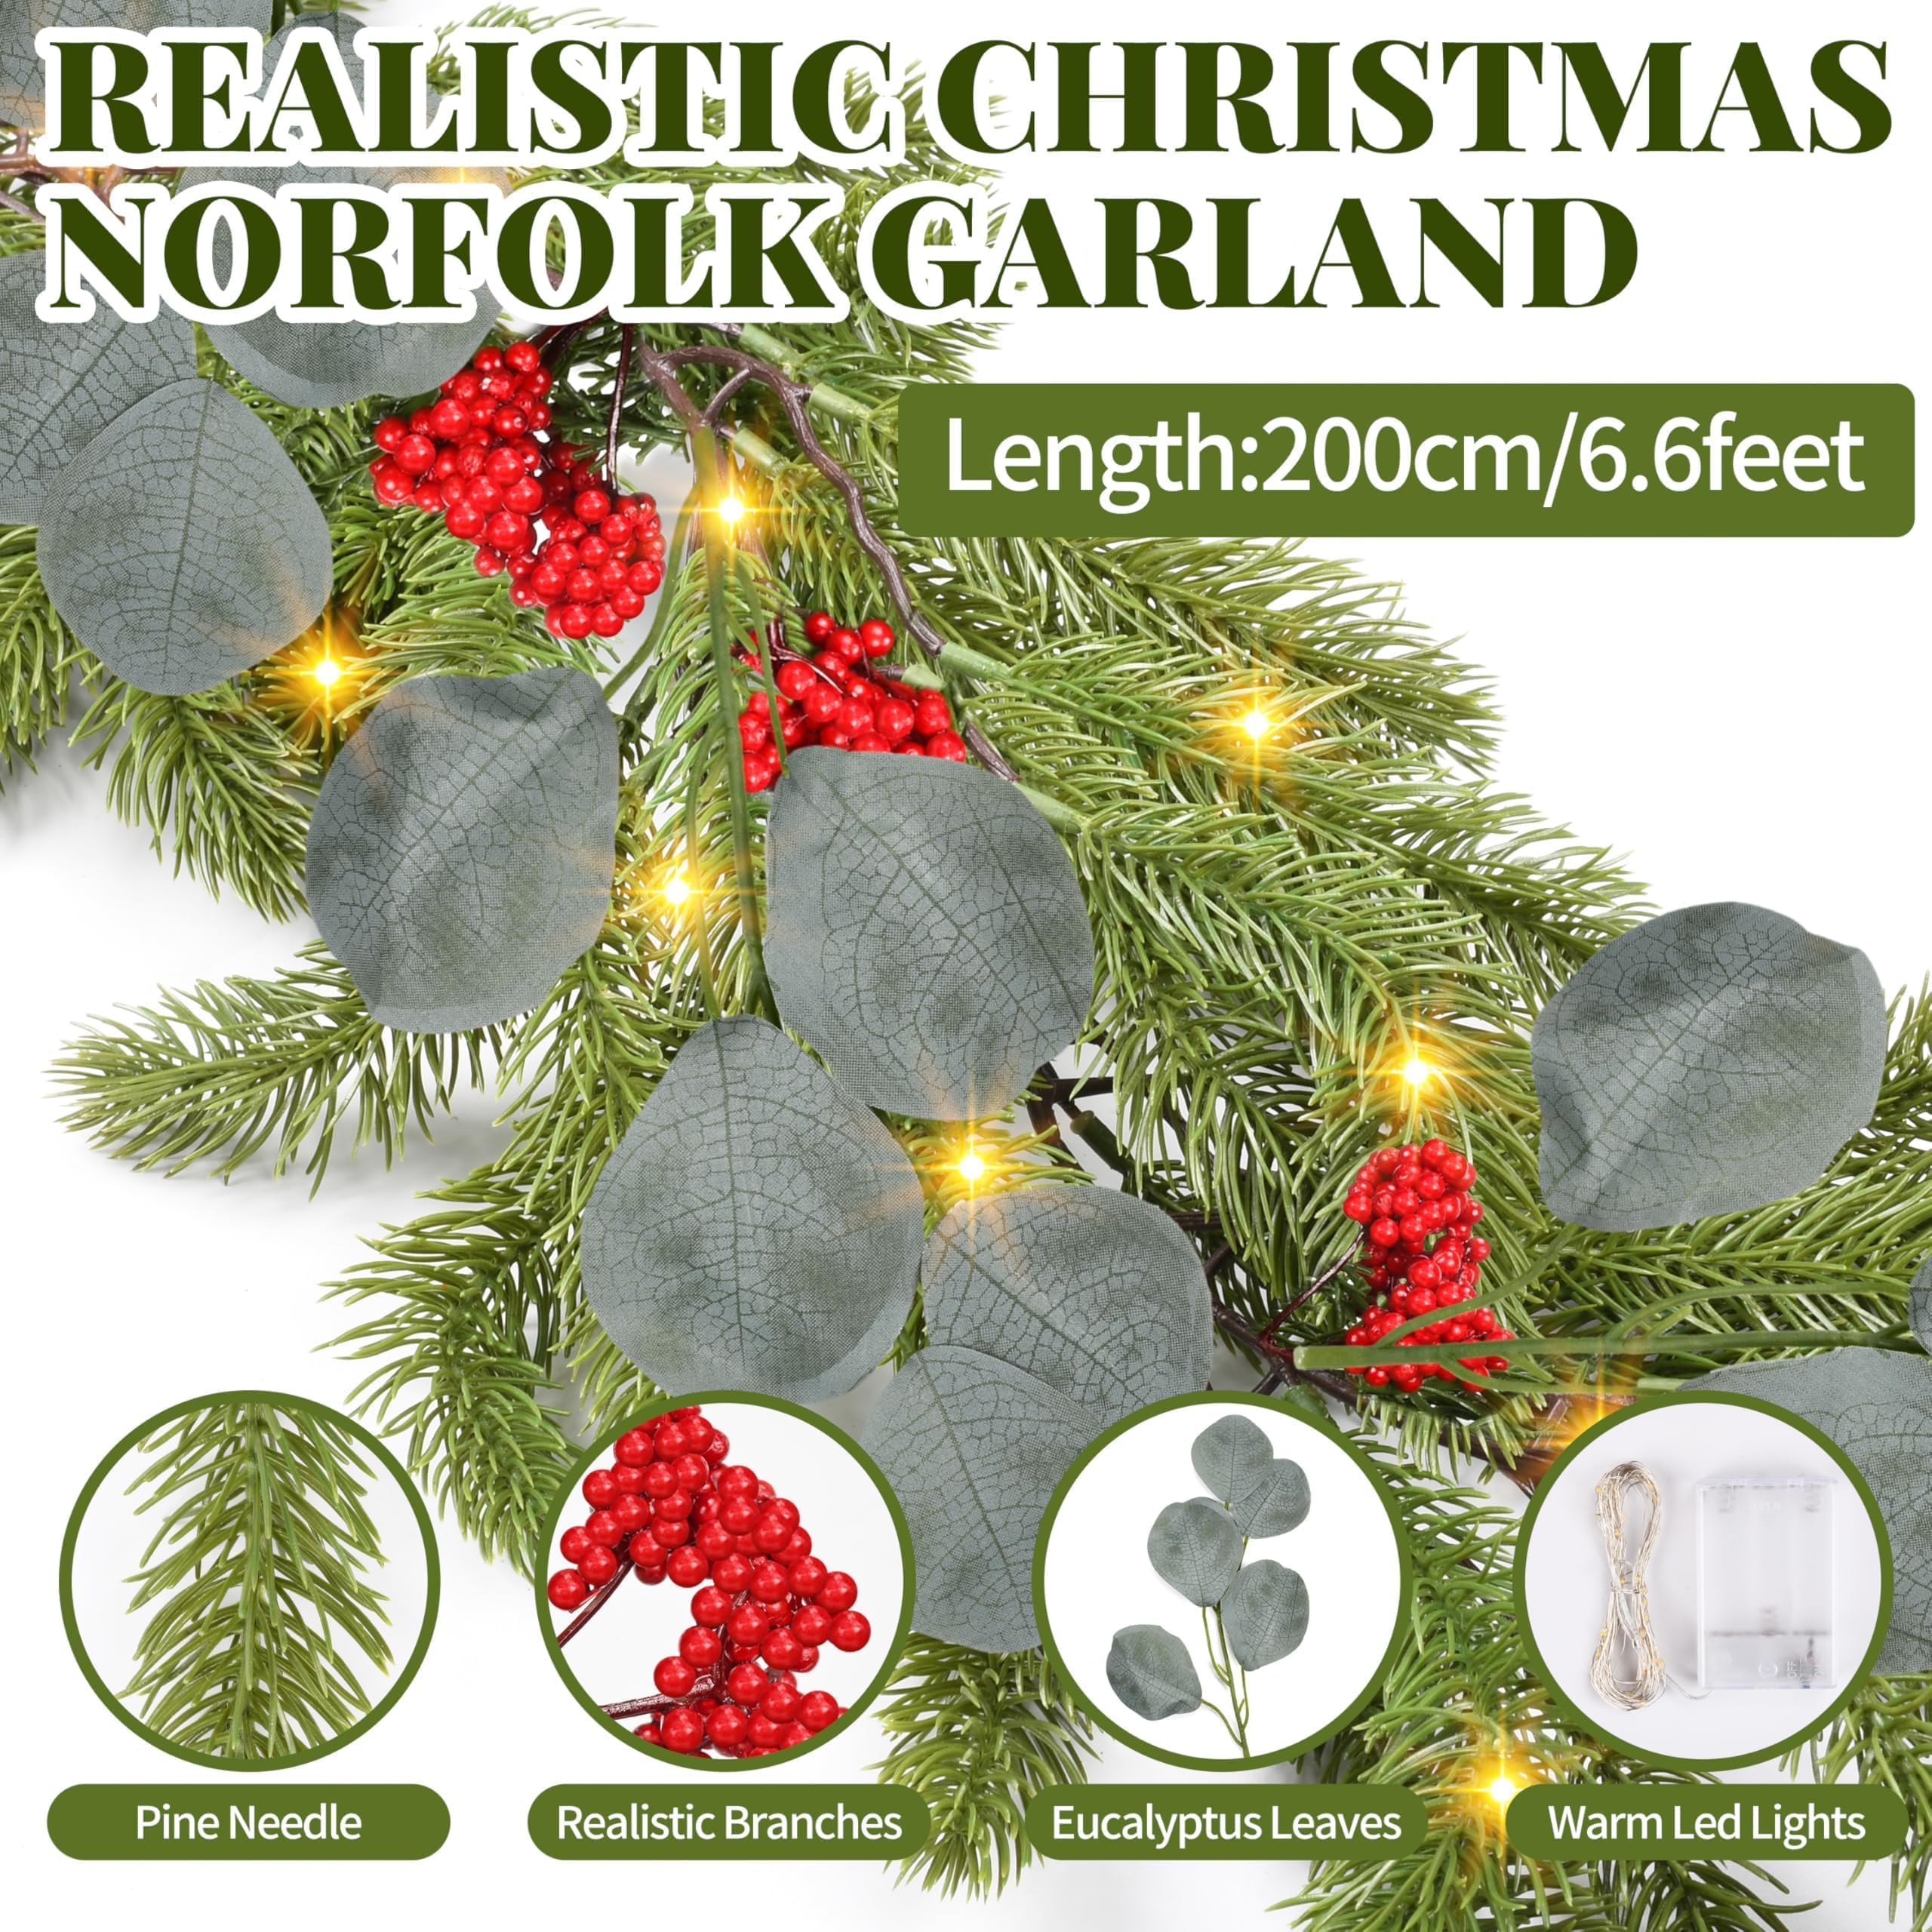 REALISTIC CHRISTMAS
NORFOLK GARLAND
Length:200cm/6.6feet
Pine Needle
Realistic Branches
Eucalyptus Leaves
Warm Led Lights